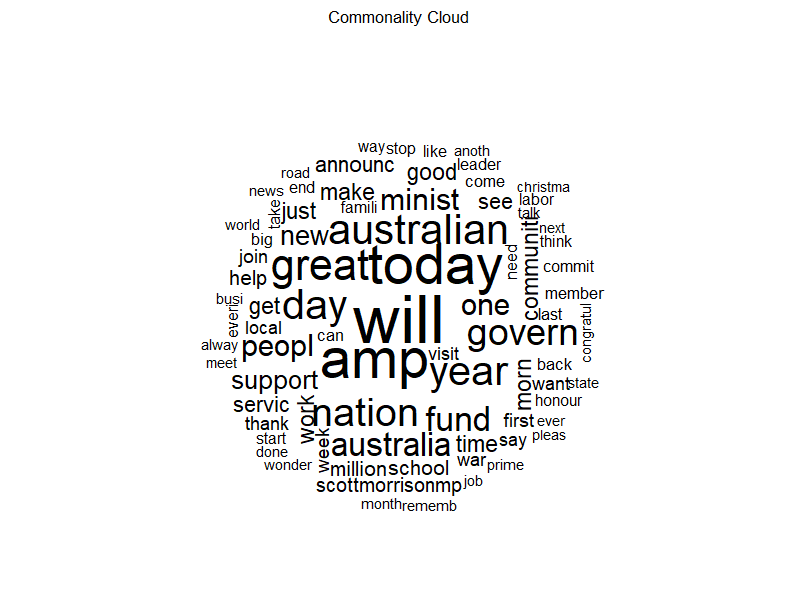 Commonality Cloud
way stop like anoth
announc good leader
road come
news end make minist see christma
take just famili labor
talk
world new australian communiti next
big think
join great today need commit
help
busi get day one member
everi last
local will govern congratul
alway peopl can
meet amp visit year back
support morn want state
servic work nation fund honour
thank first ever
start week australia time say pleas
done
wonder million school war prime
scottmorrisonmp job
month rememb